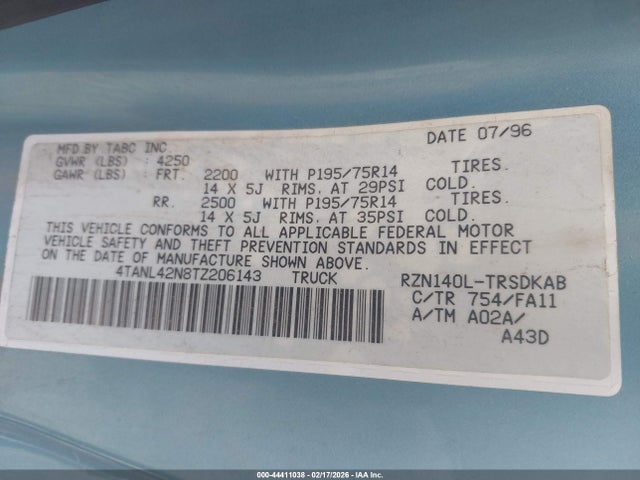 MFD BY TABC INC. DATE 07/96
GVWR (LBS) : 4250
GAWR (LBS) : FRT. 2200 WITH P195/75R14 TIRES.
14 X 5J RIMS. AT 29PSI COLD.
RR. 2500 WITH P195/75R14 TIRES.
14 X 5J RIMS. AT 35PSI COLD.
THIS VEHICLE CONFORMS TO ALL APPLICABLE FEDERAL MOTOR
VEHICLE SAFETY AND THEFT PREVENTION STANDARDS IN EFFECT
ON THE DATE OF MANUFACTURE SHOWN ABOVE.
4TANL42N8TZ206143 TRUCK RZN140L-TRSDKAB
C/TR 754/FA11
A/TM A02A/
A43D
000-44411038 - 02/17/2026 - IAA Inc.